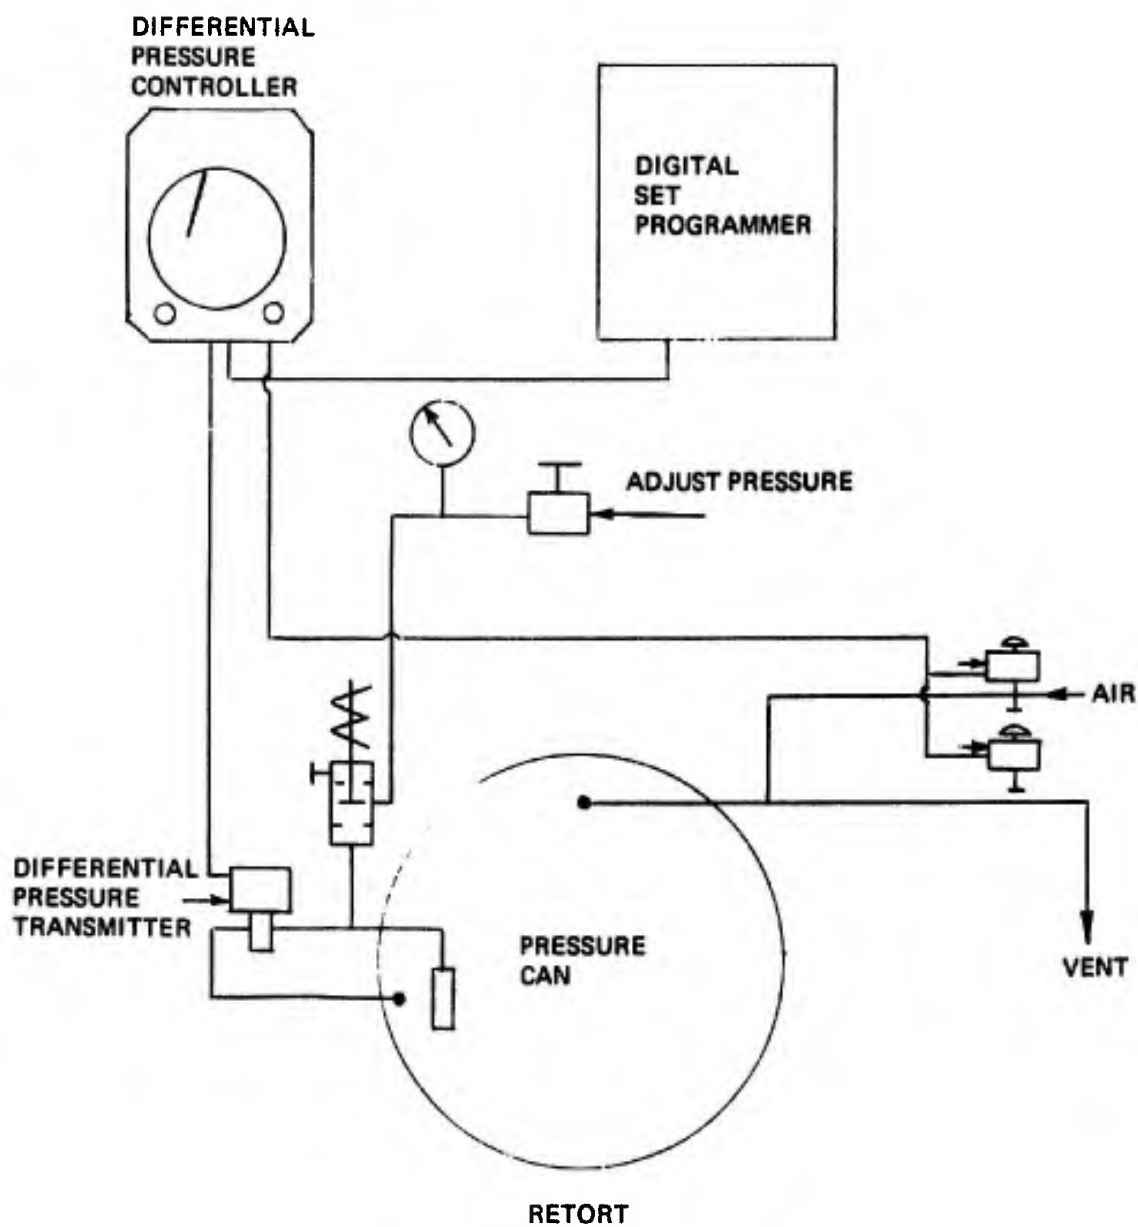 DIFFERENTIAL
PRESSURE
CONTROLLER
DIGITAL
SET
PROGRAMMER
ADJUST PRESSURE
AIR
DIFFERENTIAL
PRESSURE
TRANSMITTER
PRESSURE
CAN
VENT
RETORT